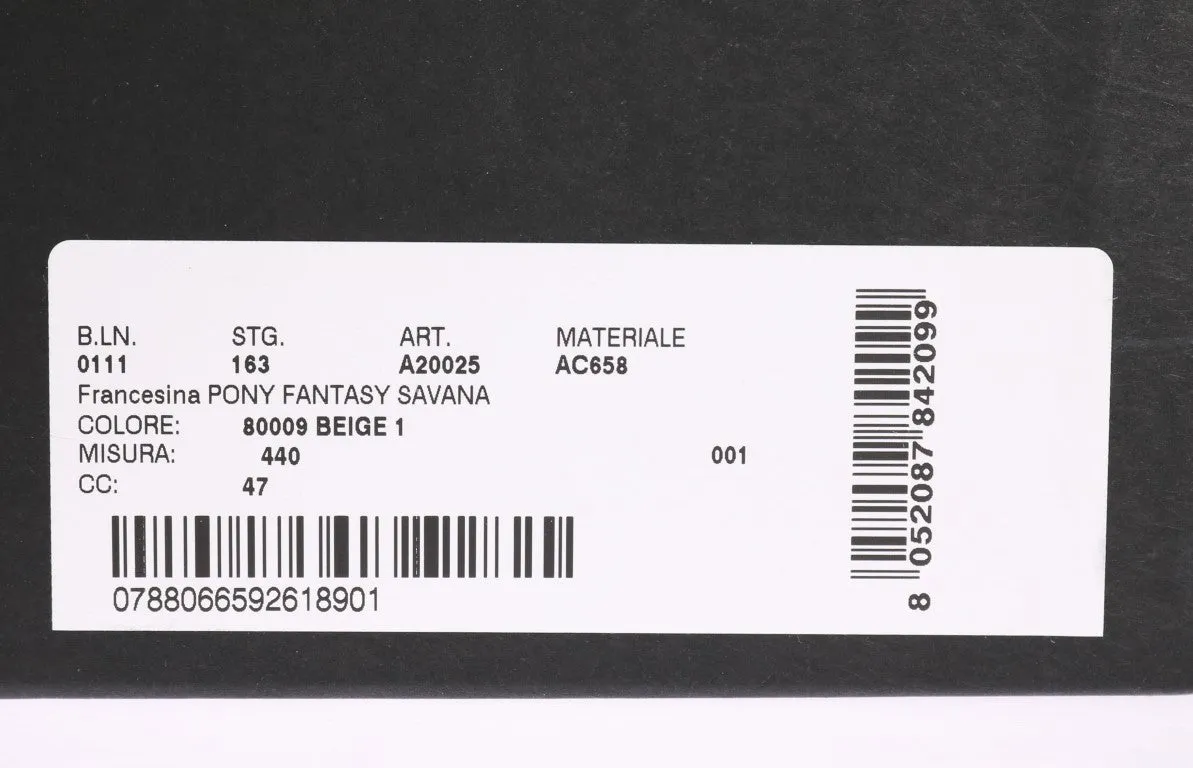 B.LN. STG. ART. MATERIALE
0111 163 A20025 AC658
Francesina PONY FANTASY SAVANA
COLORE: 80009 BEIGE 1
MISURA: 440 001
CC: 47
0788066592618901
8 052087 842099